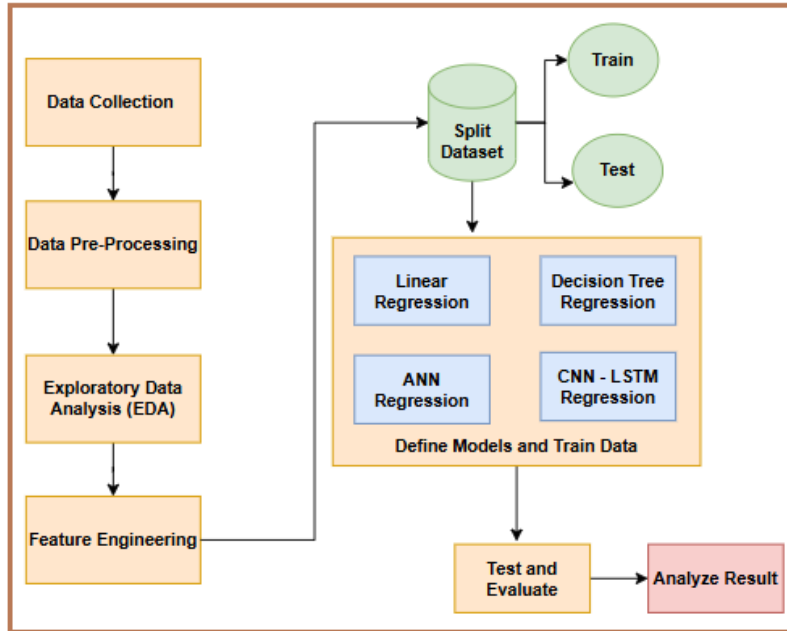 Data Collection
Data Pre-Processing
Exploratory Data
Analysis (EDA)
Feature Engineering
Split
Dataset
Train
Test
Linear
Regression
Decision Tree
Regression
ANN
Regression
CNN - LSTM
Regression
Define Models and Train Data
Test and
Evaluate
Analyze Result